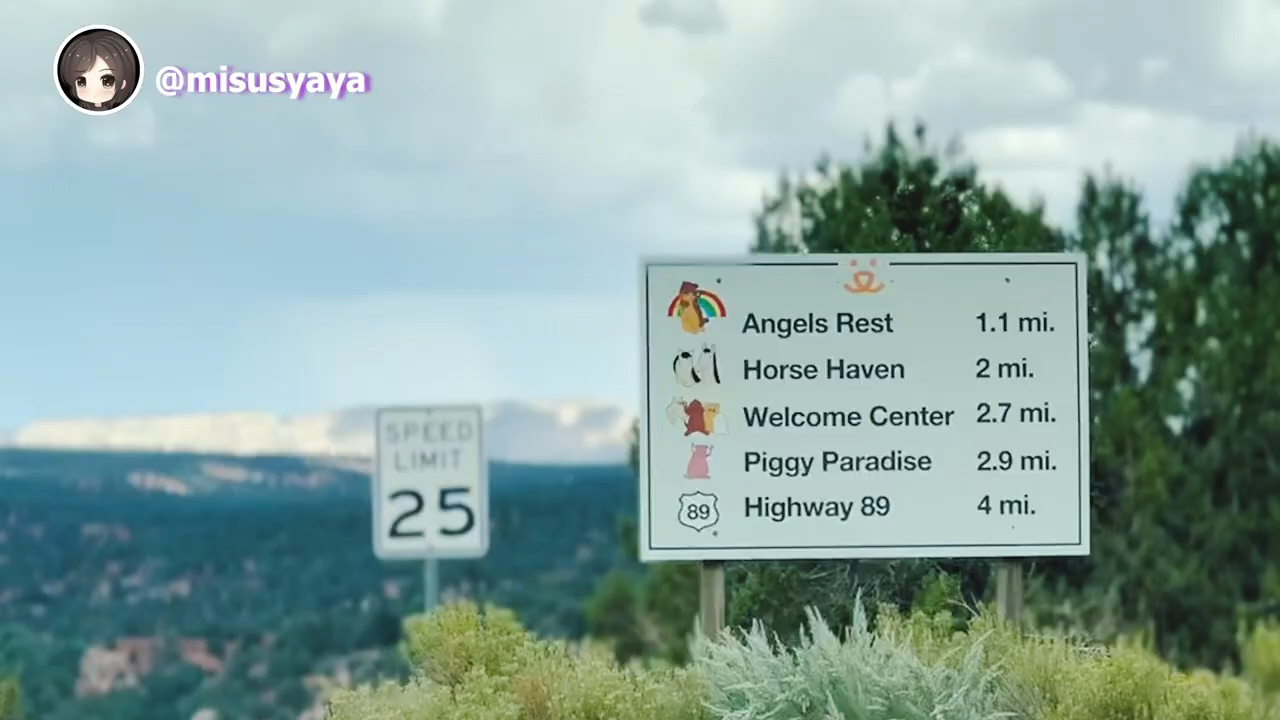 @misusyaya
Angels Rest 1.1 mi.
Horse Haven 2 mi.
Welcome Center 2.7 mi.
Piggy Paradise 2.9 mi.
89 Highway 89 4 mi.
SPEED
LIMIT
25